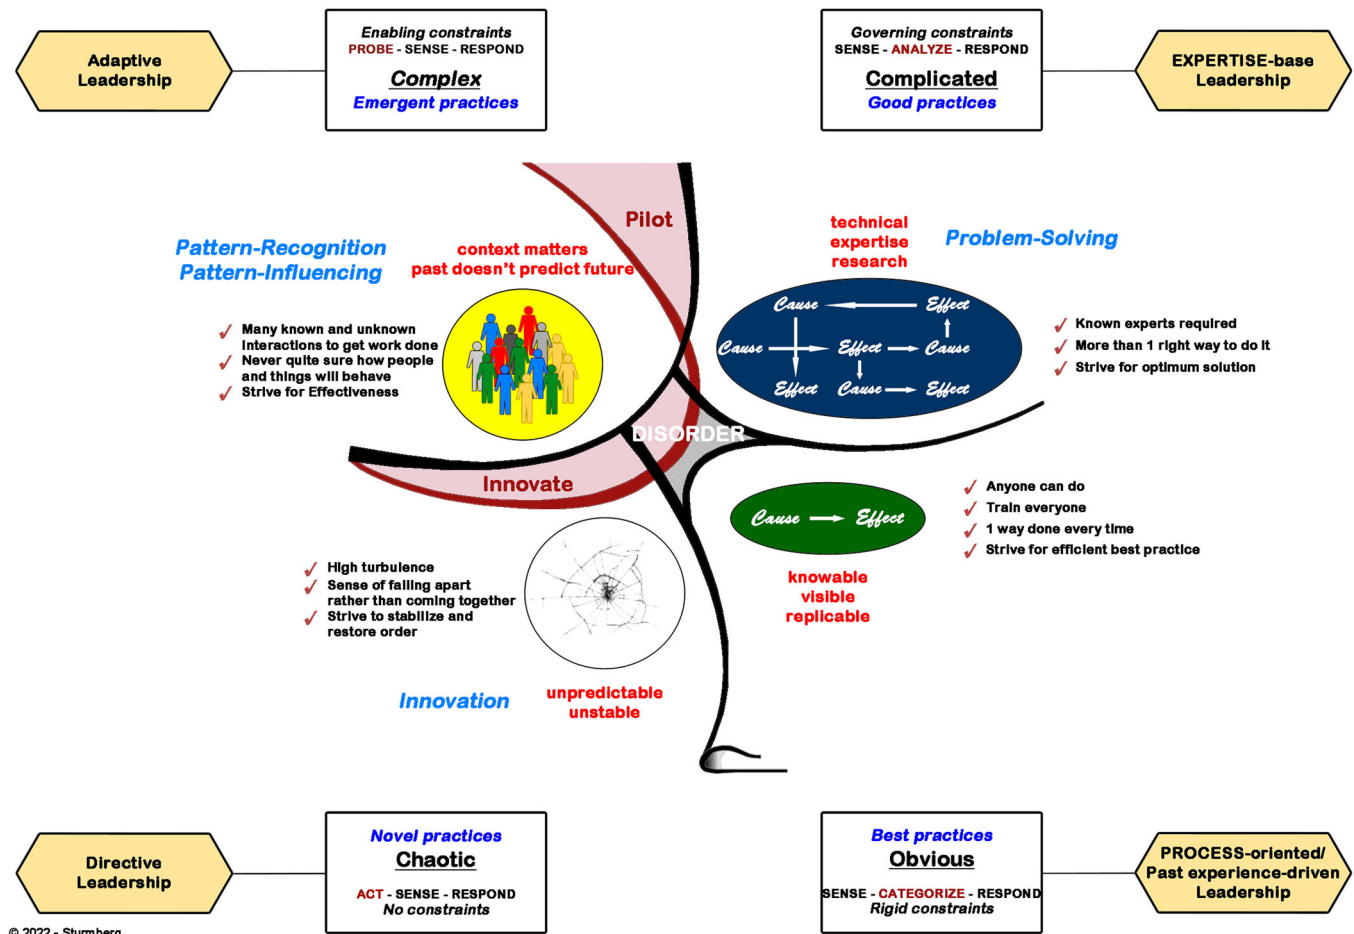 Adaptive
Leadership
Enabling constraints
PROBE - SENSE - RESPOND
Complex
Emergent practices
Governing constraints
SENSE - ANALYZE - RESPOND
Complicated
Good practices
EXPERTISE-base
Leadership
Pilot
Pattern-Recognition
Pattern-Influencing
context matters
past doesn't predict future
✓ Many known and unknown
Interactions to get work done
✓ Never quite sure how people
and things will behave
✓ Strive for Effectiveness
technical
expertise
research
Problem-Solving
Cause Effect
Cause Effect Cause
Effect Cause Effect
✓ Known experts required
✓ More than 1 right way to do it
✓ Strive for optimum solution
DISORDER
Innovate
Cause Effect
✓ Anyone can do
✓ Train everyone
✓ 1 way done every time
✓ Strive for efficient best practice
knowable
visible
replicable
✓ High turbulence
✓ Sense of falling apart
rather than coming together
✓ Strive to stabilize and
restore order
Innovation
unpredictable
unstable
Directive
Leadership
Novel practices
Chaotic
ACT - SENSE - RESPOND
No constraints
Best practices
Obvious
SENSE - CATEGORIZE - RESPOND
Rigid constraints
PROCESS-oriented/
Past experience-driven
Leadership
© 2022 - Sturmberg